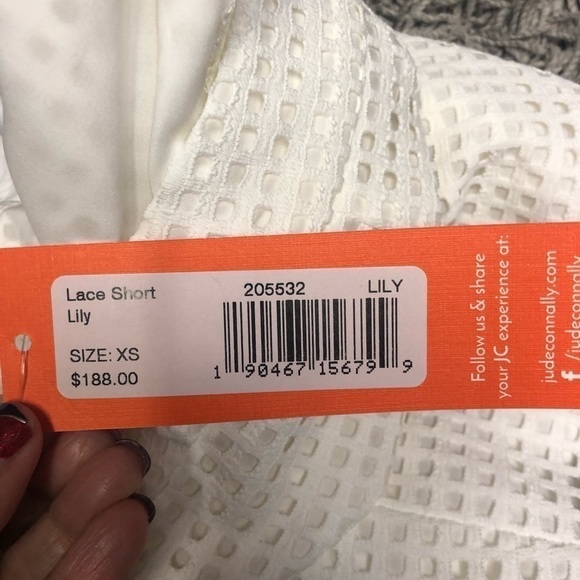 Lace Short
Lily
SIZE: XS
$188.00
205532
LILY
1 90467 15679 9
Follow us & share
your JC experience at:
judeconnally.com
f /judeconnally